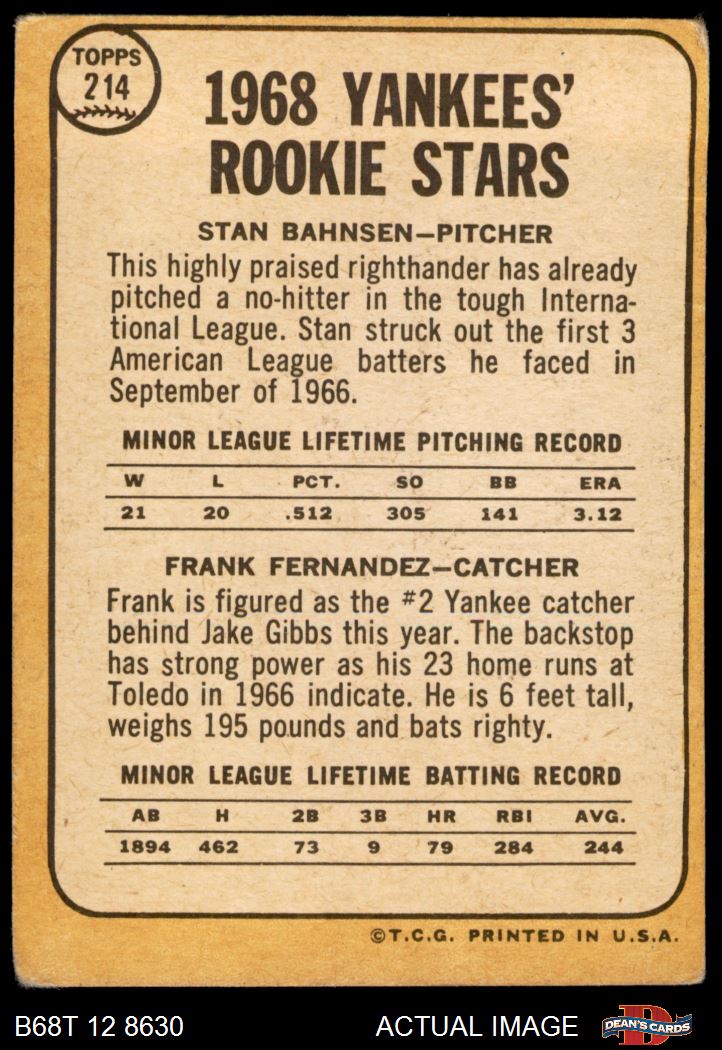 TOPPS
214
1968 YANKEES'
ROOKIE STARS
STAN BAHNSEN—PITCHER
This highly praised righthander has already
pitched a no-hitter in the tough Interna-
tional League. Stan struck out the first 3
American League batters he faced in
September of 1966.
MINOR LEAGUE LIFETIME PITCHING RECORD
W L PCT. SO BB ERA
21 20 .512 305 141 3.12
FRANK FERNANDEZ—CATCHER
Frank is figured as the #2 Yankee catcher
behind Jake Gibbs this year. The backstop
has strong power as his 23 home runs at
Toledo in 1966 indicate. He is 6 feet tall,
weighs 195 pounds and bats righty.
MINOR LEAGUE LIFETIME BATTING RECORD
AB H 2B 3B HR RBI AVG.
1894 462 73 9 79 284 244
©T.C.G. PRINTED IN U.S.A.
B68T 12 8630 ACTUAL IMAGE D DEAN'S CARDS